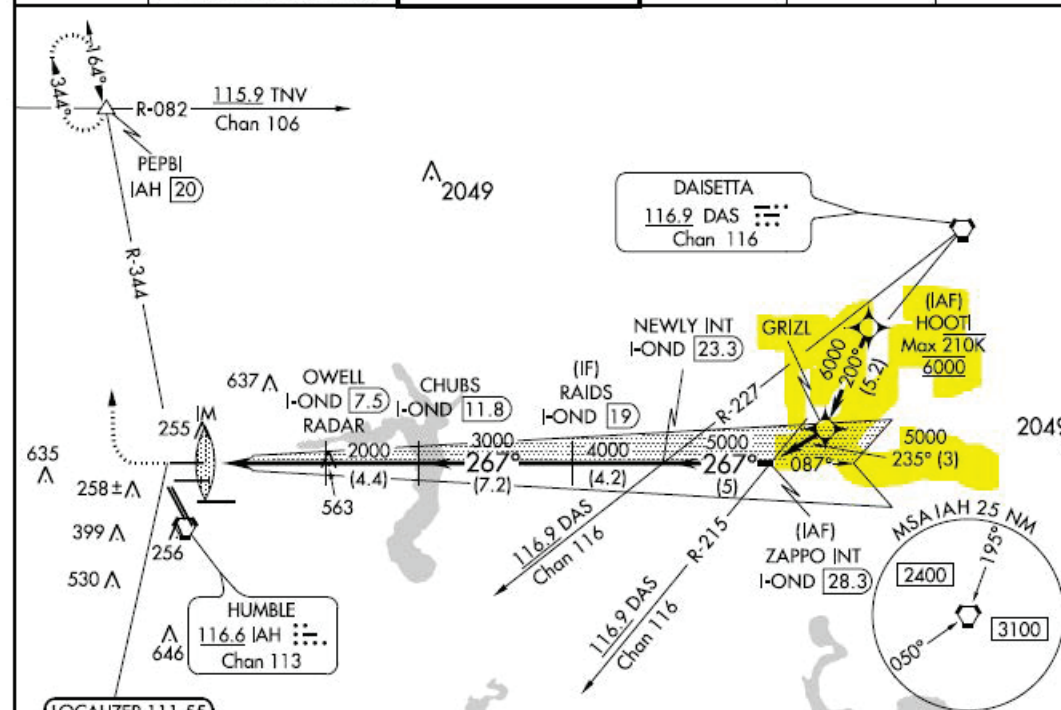 164°
344°
R-082
115.9 TNV
Chan 106
PEPBI
IAH 20
2049
DAISETTA
116.9 DAS
Chan 116
R-344
(IAF)
HOOTI
Max 210K
6000
GRIZL
6000
200°
(5.2)
NEWLY INT
I-OND 23.3
(IF)
RAIDS
I-OND 19
CHUBS
I-OND 11.8
OWELL
I-OND 7.5
RADAR
637
R-227
IM
255
2049
635
2000
3000
4000
5000
5000
267°
267°
087°
235° (3)
(4.4)
(7.2)
(4.2)
(5)
258±
563
399
256
530
116.9 DAS
Chan 116
R-215
(IAF)
ZAPPO INT
I-OND 28.3
MSA IAH 25 NM
195°
2400
3100
050°
116.9 DAS
Chan 116
HUMBLE
116.6 IAH
Chan 113
646
LOCALIZER 111.55